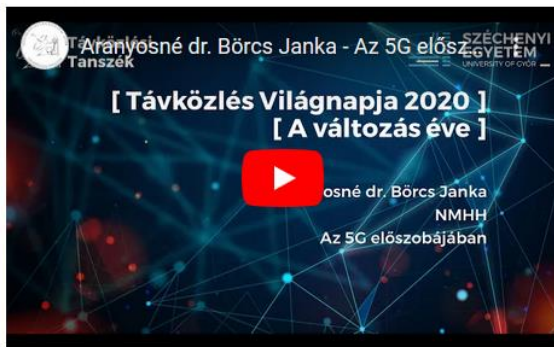 Aranyosné dr. Börcs Janka - Az 5G elősz...
Távközlési
Tanszék
SZÉCHENYI
EGYETEM
UNIVERSITY OF GYŐR
[ Távközlés Világnapja 2020 ]
[ A változás éve ]
osné dr. Börcs Janka
NMHH
Az 5G előszobájában